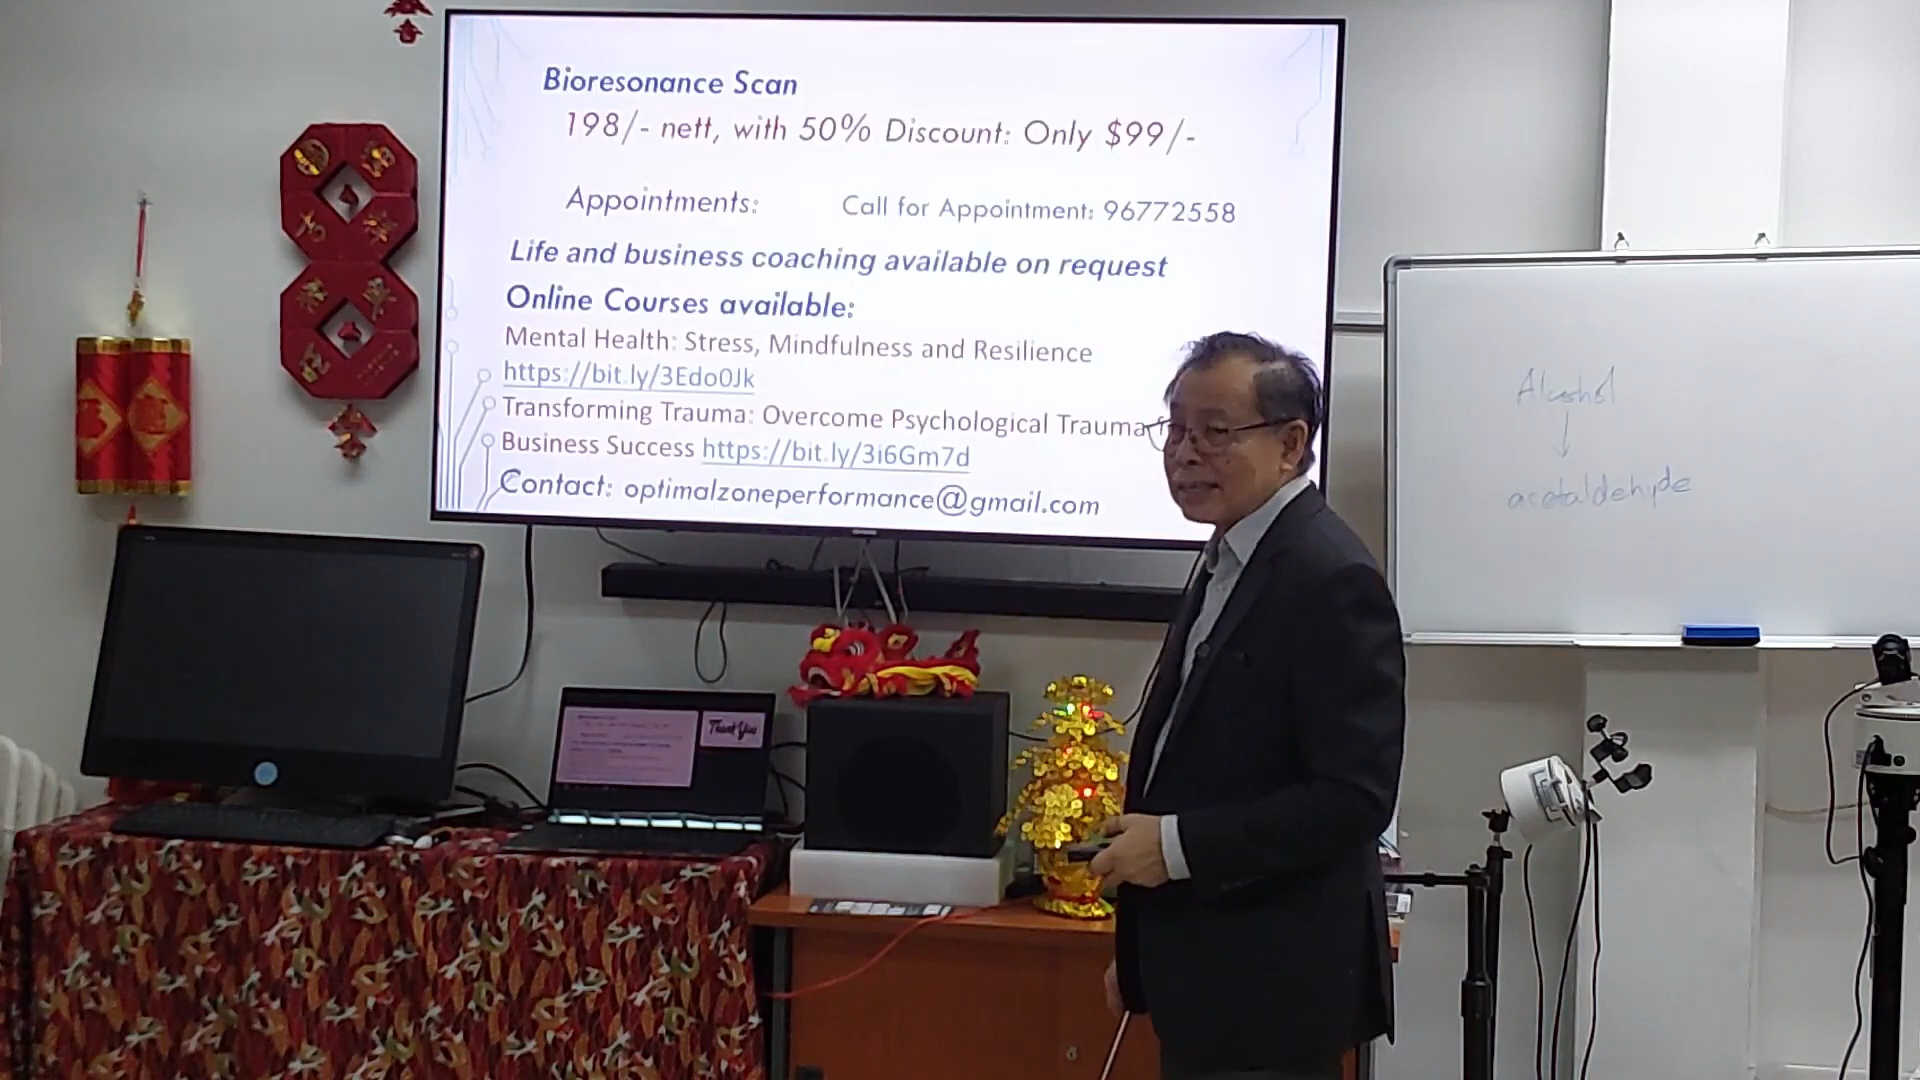 Bioresonance Scan
198/- nett, with 50% Discount: Only $99/-
Appointments: Call for Appointment: 96772558
Life and business coaching available on request
Online Courses available:
Mental Health: Stress, Mindfulness and Resilience
https://bit.ly/3Edo0Jk
Transforming Trauma: Overcome Psychological Trauma
Business Success https://bit.ly/3i6Gm7d
Contact: optimalzoneperformance@gmail.com
Alcohol
acetaldehyde
Thank You